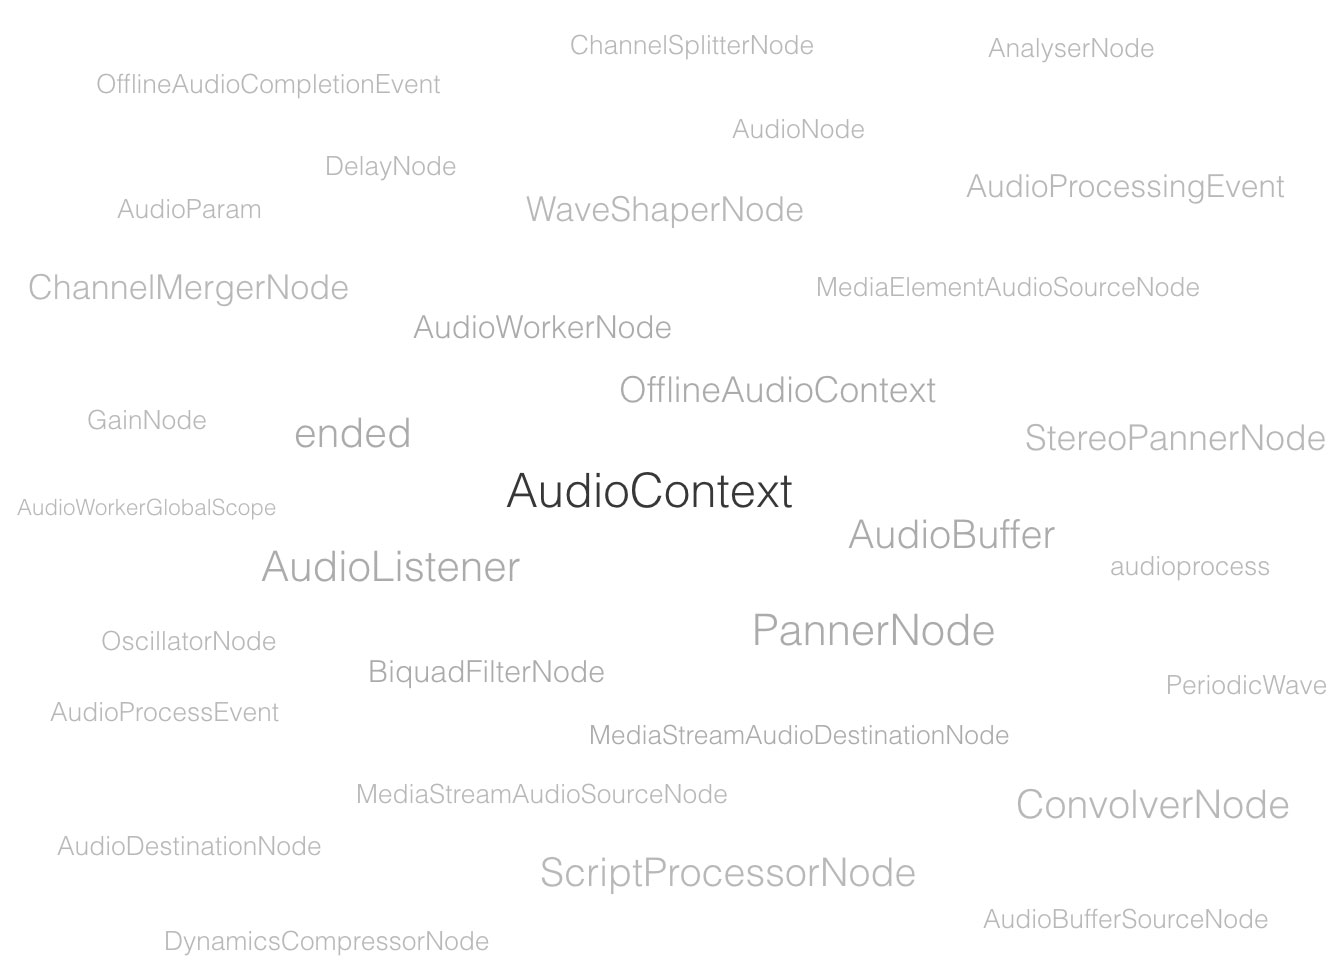 ChannelSplitterNode
AnalyserNode
OfflineAudioCompletionEvent
AudioNode
DelayNode
AudioProcessingEvent
AudioParam
WaveShaperNode
ChannelMergerNode
MediaElementAudioSourceNode
AudioWorkerNode
OfflineAudioContext
GainNode
ended
StereoPannerNode
AudioContext
AudioWorkerGlobalScope
AudioBuffer
AudioListener
audioprocess
PannerNode
OscillatorNode
BiquadFilterNode
PeriodicWave
AudioProcessEvent
MediaStreamAudioDestinationNode
MediaStreamAudioSourceNode
ConvolverNode
AudioDestinationNode
ScriptProcessorNode
AudioBufferSourceNode
DynamicsCompressorNode